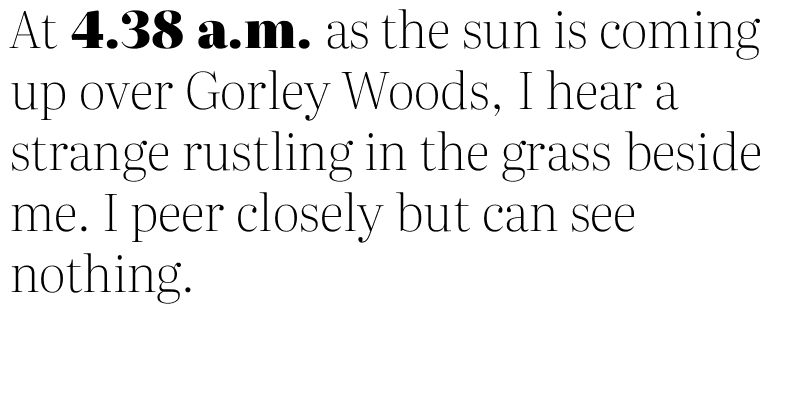 At 4.38 a.m. as the sun is coming
up over Gorley Woods, I hear a
strange rustling in the grass beside
me. I peer closely but can see
nothing.